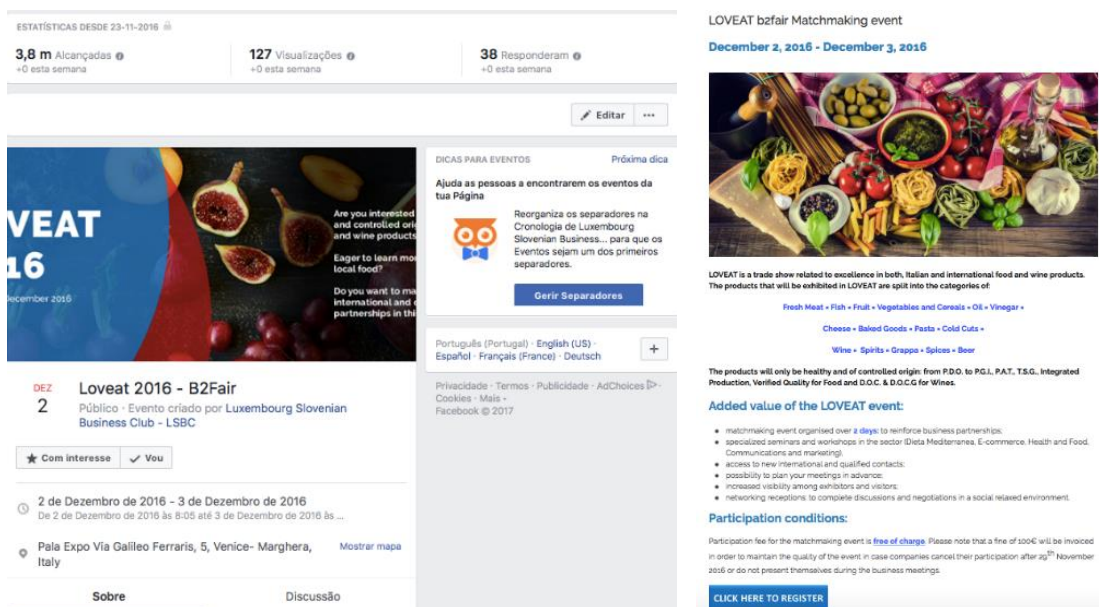 ESTATÍSTICAS DESDE 23-11-2016
3,8 m Alcançadas
+0 esta semana
127 Visualizações
+0 esta semana
38 Responderam
+0 esta semana
Editar
VEAT
16
ecember 2016
Are you interested
and controlled ori
and wine products
Eager to learn mo
local food?
Do you want to ma
international and
partnerships in thi
DEZ
2
Loveat 2016 - B2Fair
Público · Evento criado por Luxembourg Slovenian
Business Club - LSBC
Com interesse
Vou
2 de Dezembro de 2016 - 3 de Dezembro de 2016
De 2 de Dezembro de 2016 às 8:05 até 3 de Dezembro de 2016 às ...
Pala Expo Via Galileo Ferraris, 5, Venice- Marghera,
Italy
Mostrar mapa
Sobre
Discussão
DICAS PARA EVENTOS
Próxima dica
Ajuda as pessoas a encontrarem os eventos da
tua Página
Reorganiza os separadores na
Cronologia de Luxembourg
Slovenian Business... para que os
Eventos sejam um dos primeiros
separadores.
Gerir Separadores
Português (Portugal) · English (US) ·
Español · Français (France) · Deutsch
Privacidade · Termos · Publicidade · AdChoices ·
Cookies · Mais
Facebook © 2017
LOVEAT b2fair Matchmaking event
December 2, 2016 - December 3, 2016
LOVEAT is a trade show related to excellence in both, Italian and international food and wine products.
The products that will be exhibited in LOVEAT are split into the categories of:
Fresh Meat • Fish • Fruit • Vegetables and Cereals • Oil • Vinegar •
Cheese • Baked Goods • Pasta • Cold Cuts •
Wine • Spirits • Grappa • Spices • Beer
The products will only be healthy and of controlled origin: from P.D.O. to P.G.I., P.A.T., T.S.G., Integrated
Production, Verified Quality for Food and D.O.C. & D.O.C.G for Wines.
Added value of the LOVEAT event:
• matchmaking event organised over 2 days: to reinforce business partnerships;
• specialized seminars and workshops in the sector (Dieta Mediterranea, E-commerce, Health and Food,
Communications and marketing).
• access to new international and qualified contacts;
• possibility to plan your meetings in advance;
• increased visibility among exhibitors and visitors;
• networking receptions to complete discussions and negotiations in a social relaxed environment.
Participation conditions:
Participation fee for the matchmaking event is free of charge. Please note that a fine of 100€ will be invoiced
in order to maintain the quality of the event in case companies cancel their participation after 29th November
2016 or do not present themselves during the business meetings.
CLICK HERE TO REGISTER